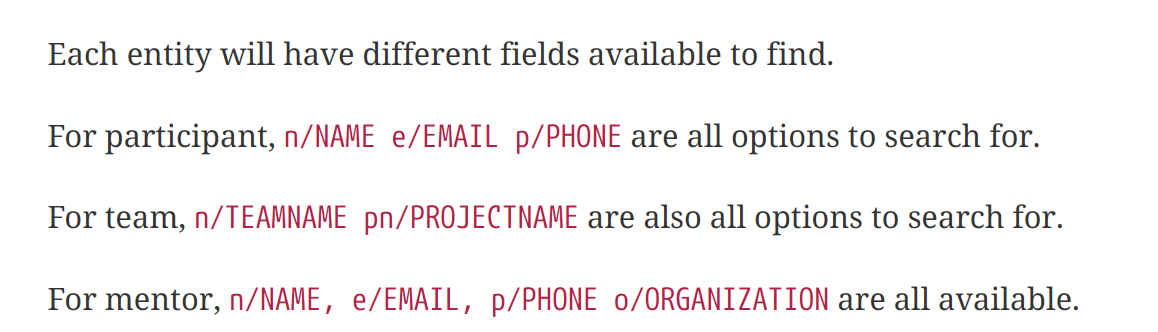 Each entity will have different fields available to find.
For participant, n/NAME e/EMAIL p/PHONE are all options to search for.
For team, n/TEAMNAME pn/PROJECTNAME are also all options to search for.
For mentor, n/NAME, e/EMAIL, p/PHONE o/ORGANIZATION are all available.